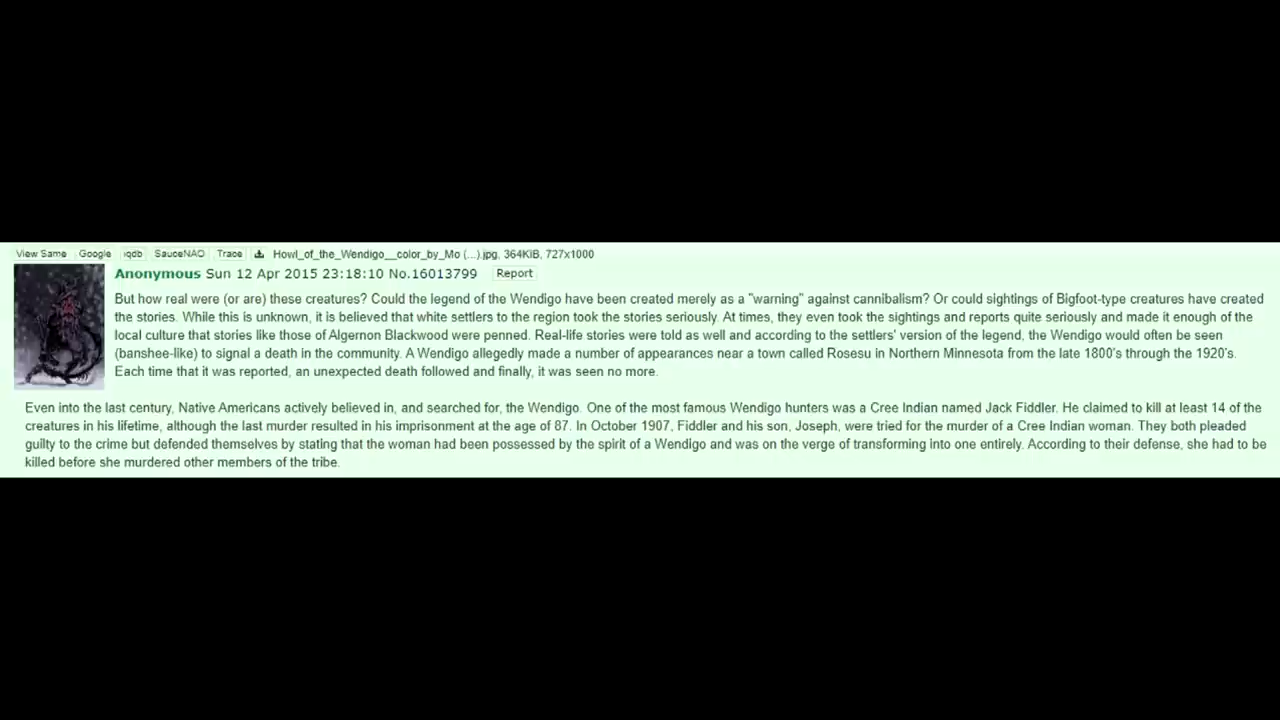 View Same Google iqdb SauceNAO Trace Howl_of_the_Wendigo__color_by_Mo (...).jpg, 364KiB, 727x1000
Anonymous Sun 12 Apr 2015 23:18:10 No.16013799 Report
But how real were (or are) these creatures? Could the legend of the Wendigo have been created merely as a "warning" against cannibalism? Or could sightings of Bigfoot-type creatures have created
the stories. While this is unknown, it is believed that white settlers to the region took the stories seriously. At times, they even took the sightings and reports quite seriously and made it enough of the
local culture that stories like those of Algernon Blackwood were penned. Real-life stories were told as well and according to the settlers' version of the legend, the Wendigo would often be seen
(banshee-like) to signal a death in the community. A Wendigo allegedly made a number of appearances near a town called Rosesu in Northern Minnesota from the late 1800's through the 1920's.
Each time that it was reported, an unexpected death followed and finally, it was seen no more.
Even into the last century, Native Americans actively believed in, and searched for, the Wendigo. One of the most famous Wendigo hunters was a Cree Indian named Jack Fiddler. He claimed to kill at least 14 of the
creatures in his lifetime, although the last murder resulted in his imprisonment at the age of 87. In October 1907, Fiddler and his son, Joseph, were tried for the murder of a Cree Indian woman. They both pleaded
guilty to the crime but defended themselves by stating that the woman had been possessed by the spirit of a Wendigo and was on the verge of transforming into one entirely. According to their defense, she had to be
killed before she murdered other members of the tribe.